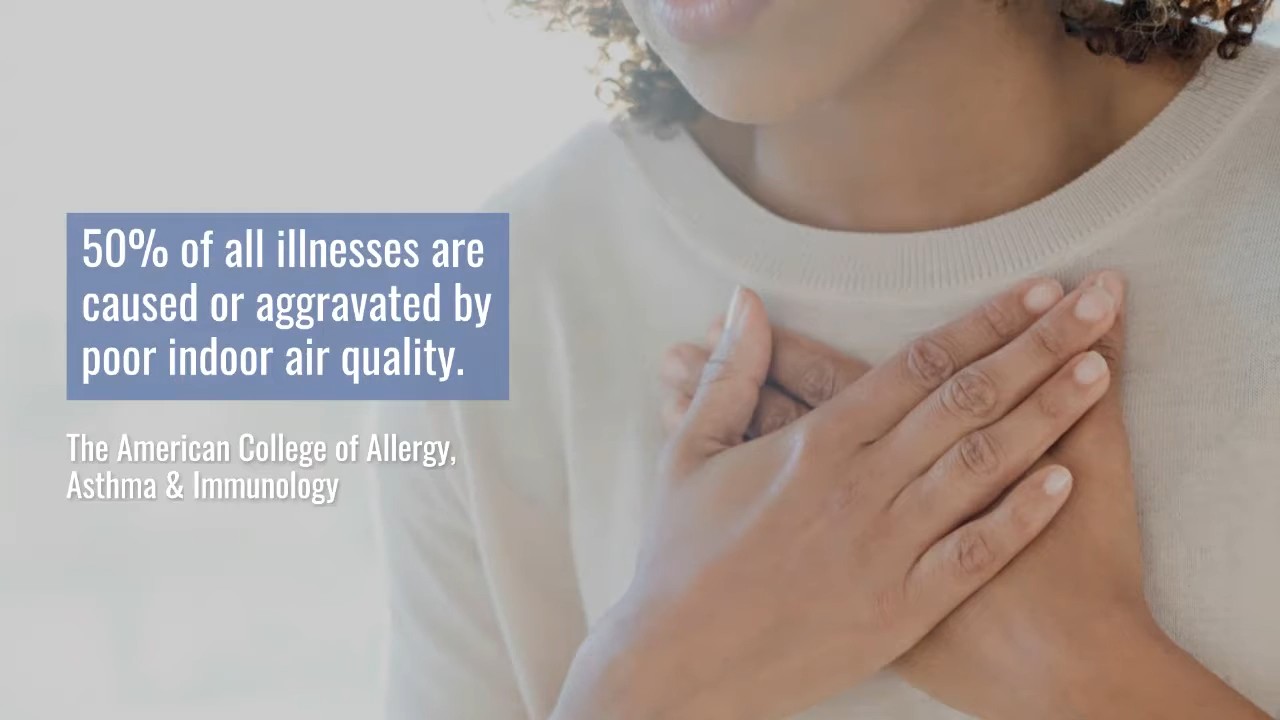 50% of all illnesses are
caused or aggravated by
poor indoor air quality.
The American College of Allergy,
Asthma & Immunology